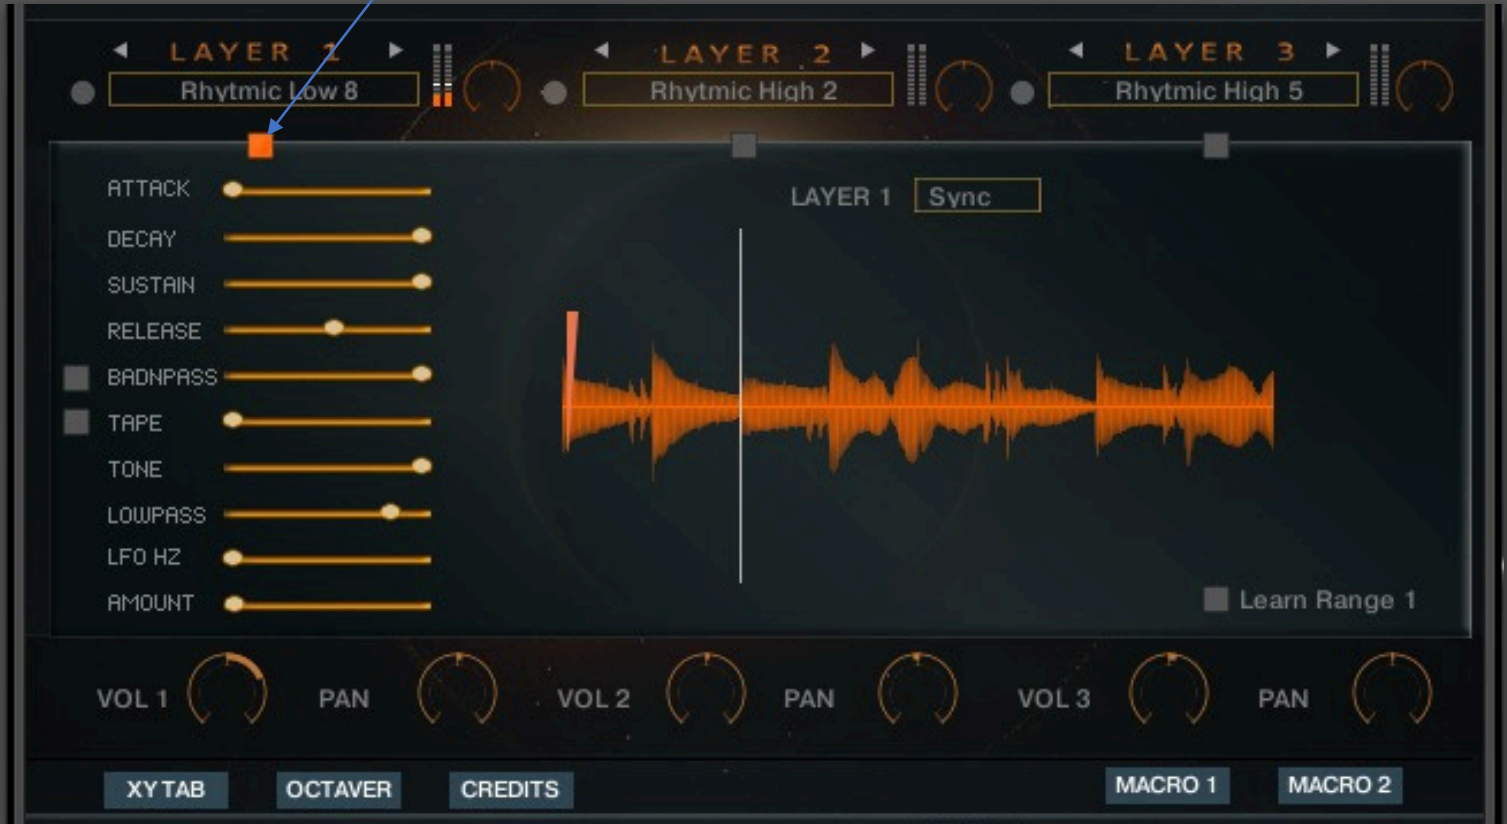 LAYER 1 LAYER 2 LAYER 3
Rhytmic Low 8 Rhytmic High 2 Rhytmic High 5
ATTACK
LAYER 1 Sync
DECAY
SUSTAIN
RELEASE
BADNPASS
TAPE
TONE
LOWPASS
LFO HZ
AMOUNT
Learn Range 1
VOL 1 PAN VOL 2 PAN VOL 3 PAN
XY TAB OCTAVER CREDITS MACRO 1 MACRO 2